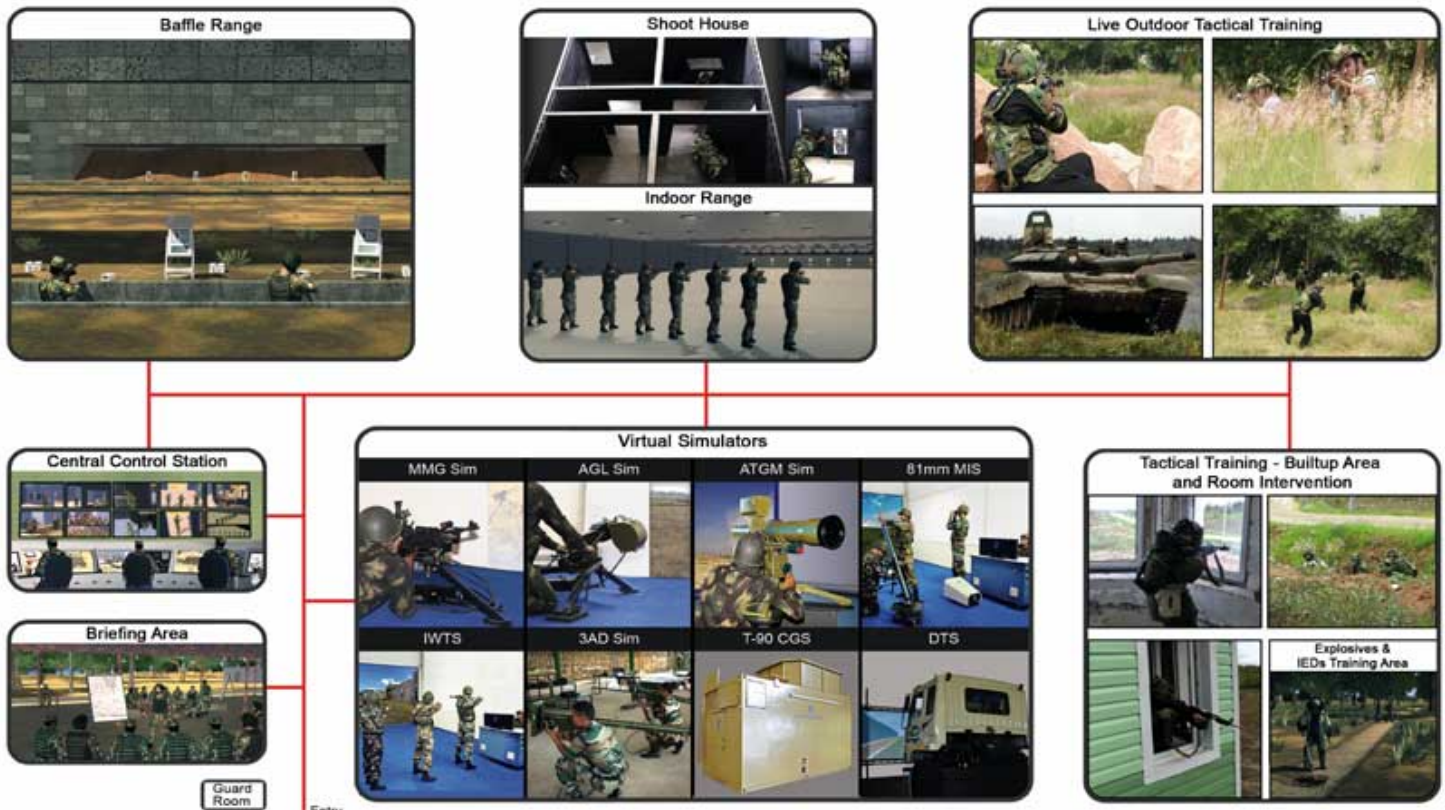 Baffle Range
Shoot House
Indoor Range
Live Outdoor Tactical Training
Central Control Station
Briefing Area
Guard
Room
Entry
Virtual Simulators
MMG Sim
AGL Sim
ATGM Sim
81mm MIS
IWTS
3AD Sim
T-90 CGS
DTS
Tactical Training - Builtup Area
and Room Intervention
Explosives &
IEDs Training Area